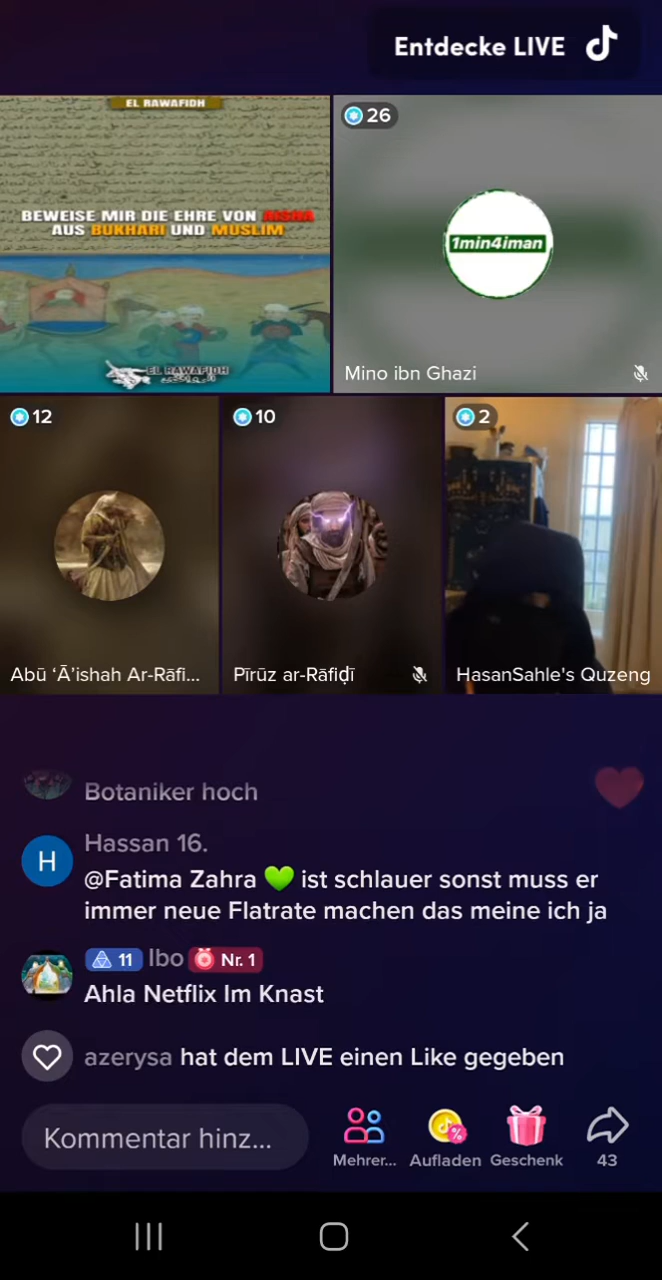 Entdecke LIVE
EL RAWAFIDH
BEWEISE MIR DIE EHRE VON AISHA
AUS BUKHARI UND MUSLIM
EL RAWAFIDH
26
1min4iman
Mino ibn Ghazi
12
Abū ‘Ā’ishah Ar-Rāfi...
10
Pīrūz ar-Rāfiḍī
2
HasanSahle's Quzeng
Botaniker hoch
H
Hassan 16.
@Fatima Zahra 💚 ist schlauer sonst muss er
immer neue Flatrate machen das meine ich ja
11 Ibo Nr. 1
Ahla Netflix Im Knast
azerysa hat dem LIVE einen Like gegeben
Kommentar hinz...
Mehrer...
Aufladen
Geschenk
43